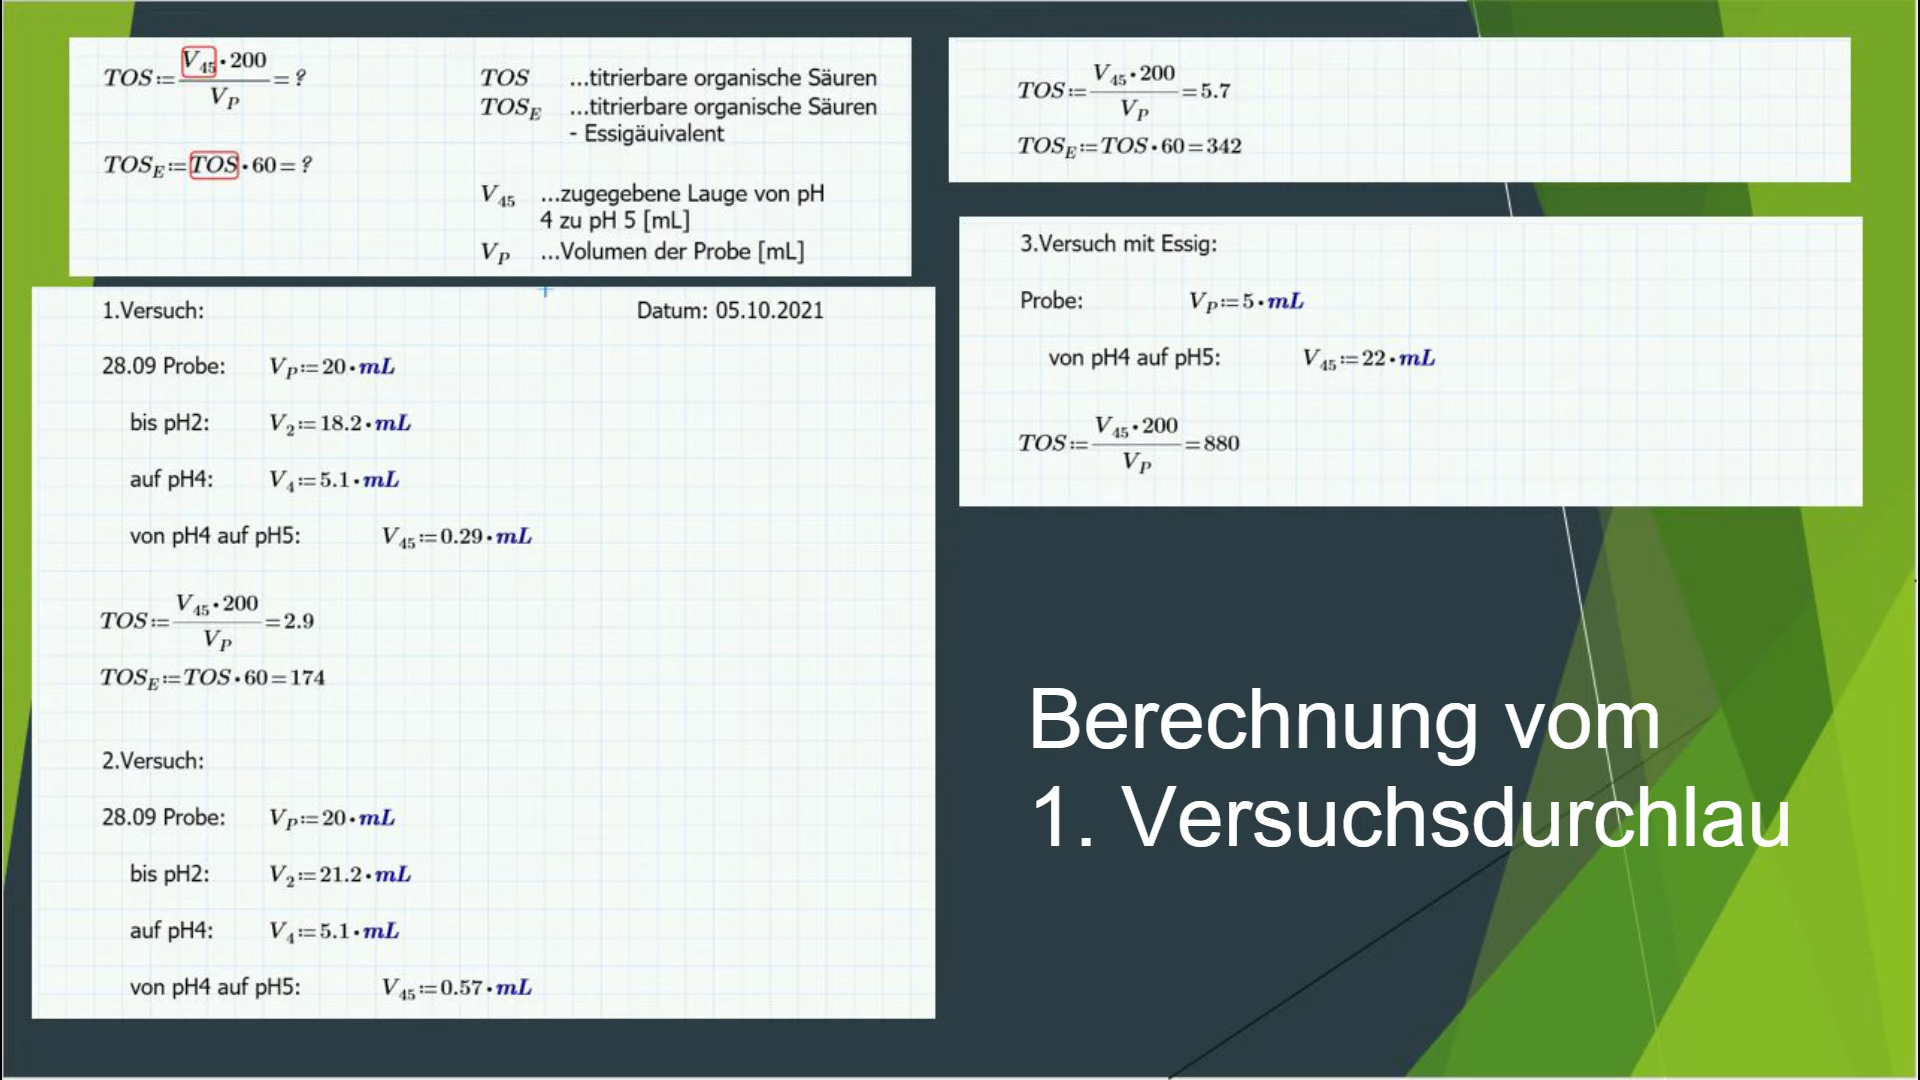 TOS:=V₄₅·200/V_P=?
TOS_E:=TOS·60=?
TOS ...titrierbare organische Säuren
TOS_E ...titrierbare organische Säuren
- Essigäuivalent
V₄₅ ...zugegebene Lauge von pH
4 zu pH 5 [mL]
V_P ...Volumen der Probe [mL]
1.Versuch: Datum: 05.10.2021
28.09 Probe: V_P:=20·mL
bis pH2: V₂:=18.2·mL
auf pH4: V₄:=5.1·mL
von pH4 auf pH5: V₄₅:=0.29·mL
TOS:=V₄₅·200/V_P=2.9
TOS_E:=TOS·60=174
2.Versuch:
28.09 Probe: V_P:=20·mL
bis pH2: V₂:=21.2·mL
auf pH4: V₄:=5.1·mL
von pH4 auf pH5: V₄₅:=0.57·mL
TOS:=V₄₅·200/V_P=5.7
TOS_E:=TOS·60=342
3.Versuch mit Essig:
Probe: V_P:=5·mL
von pH4 auf pH5: V₄₅:=22·mL
TOS:=V₄₅·200/V_P=880
Berechnung vom
1. Versuchsdurchlau